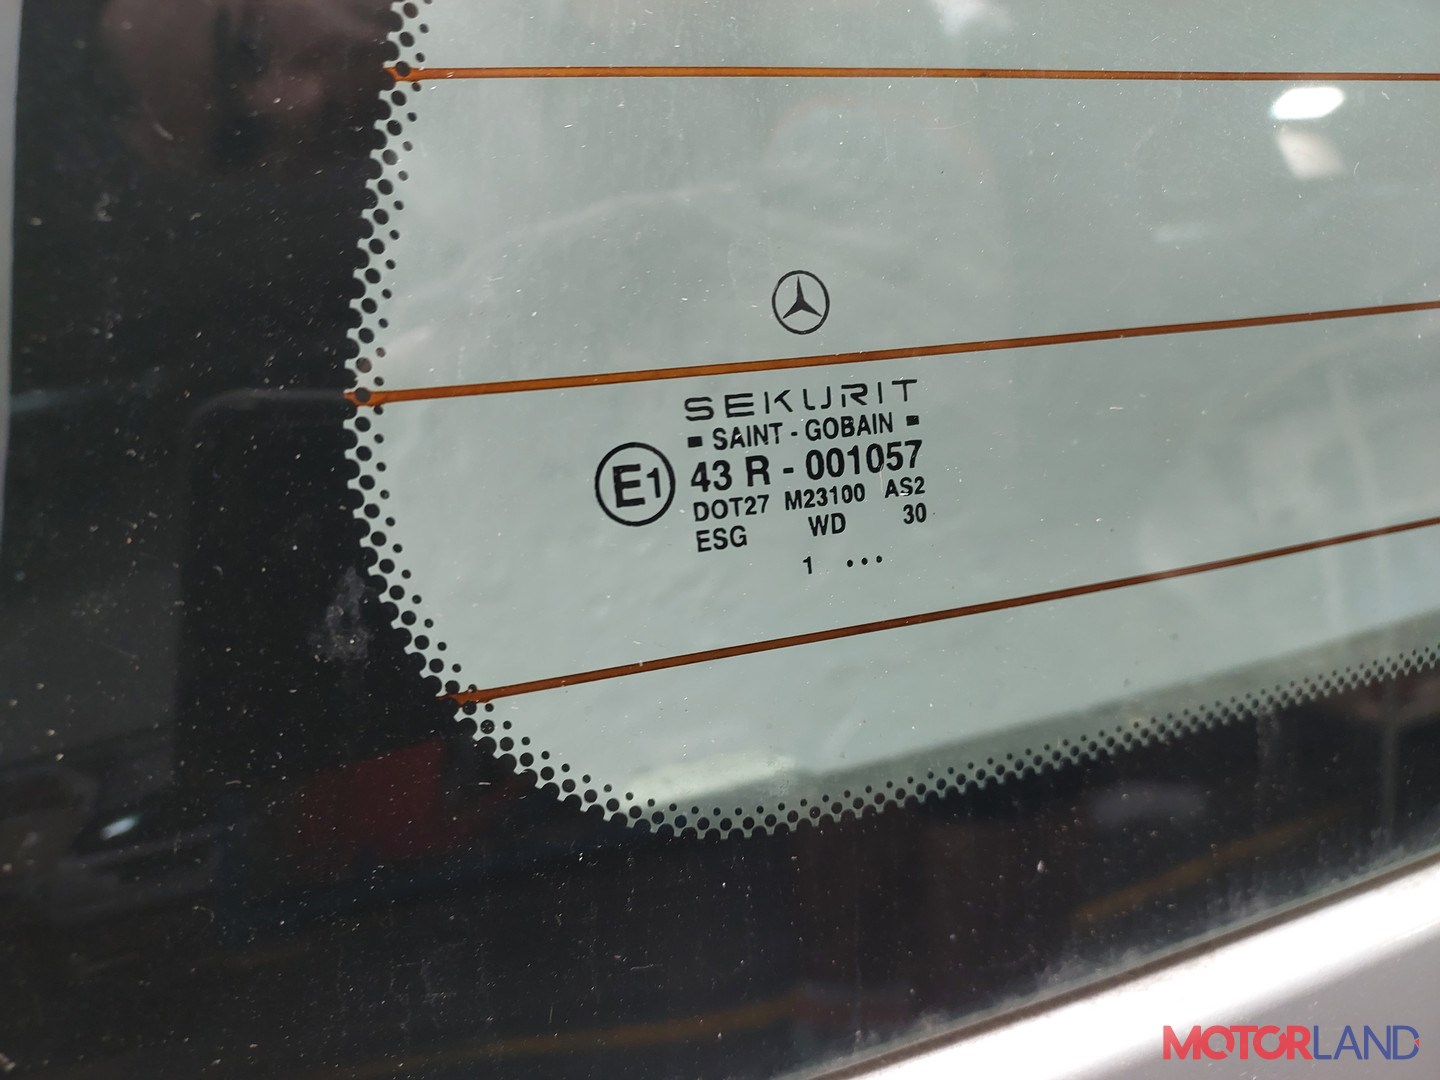 SEKURIT
SAINT - GOBAIN
E1 43 R - 001057
DOT27 M23100 AS2
ESG WD 30
1 ...
MOTORLAND